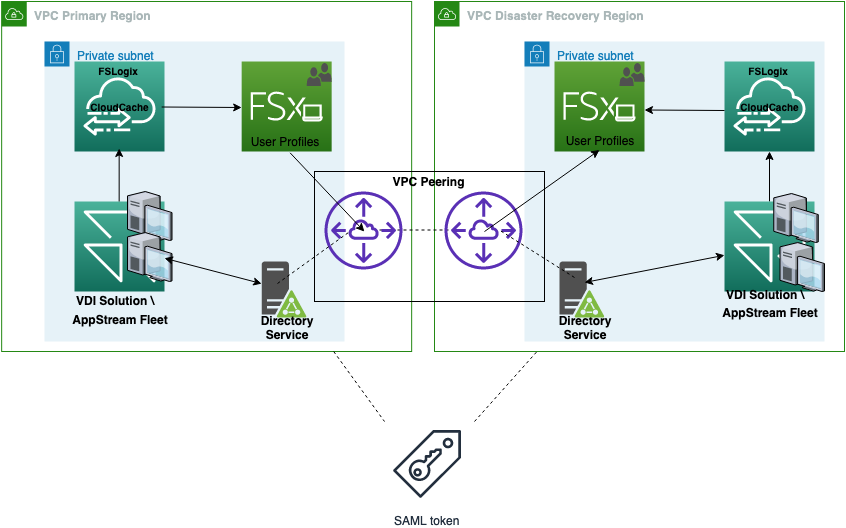 VPC Primary Region
VPC Disaster Recovery Region
Private subnet
Private subnet
FSLogix
CloudCache
FSx
User Profiles
FSx
User Profiles
FSLogix
CloudCache
VPC Peering
VDI Solution \
AppStream Fleet
Directory
Service
Directory
Service
VDI Solution \
AppStream Fleet
SAML token